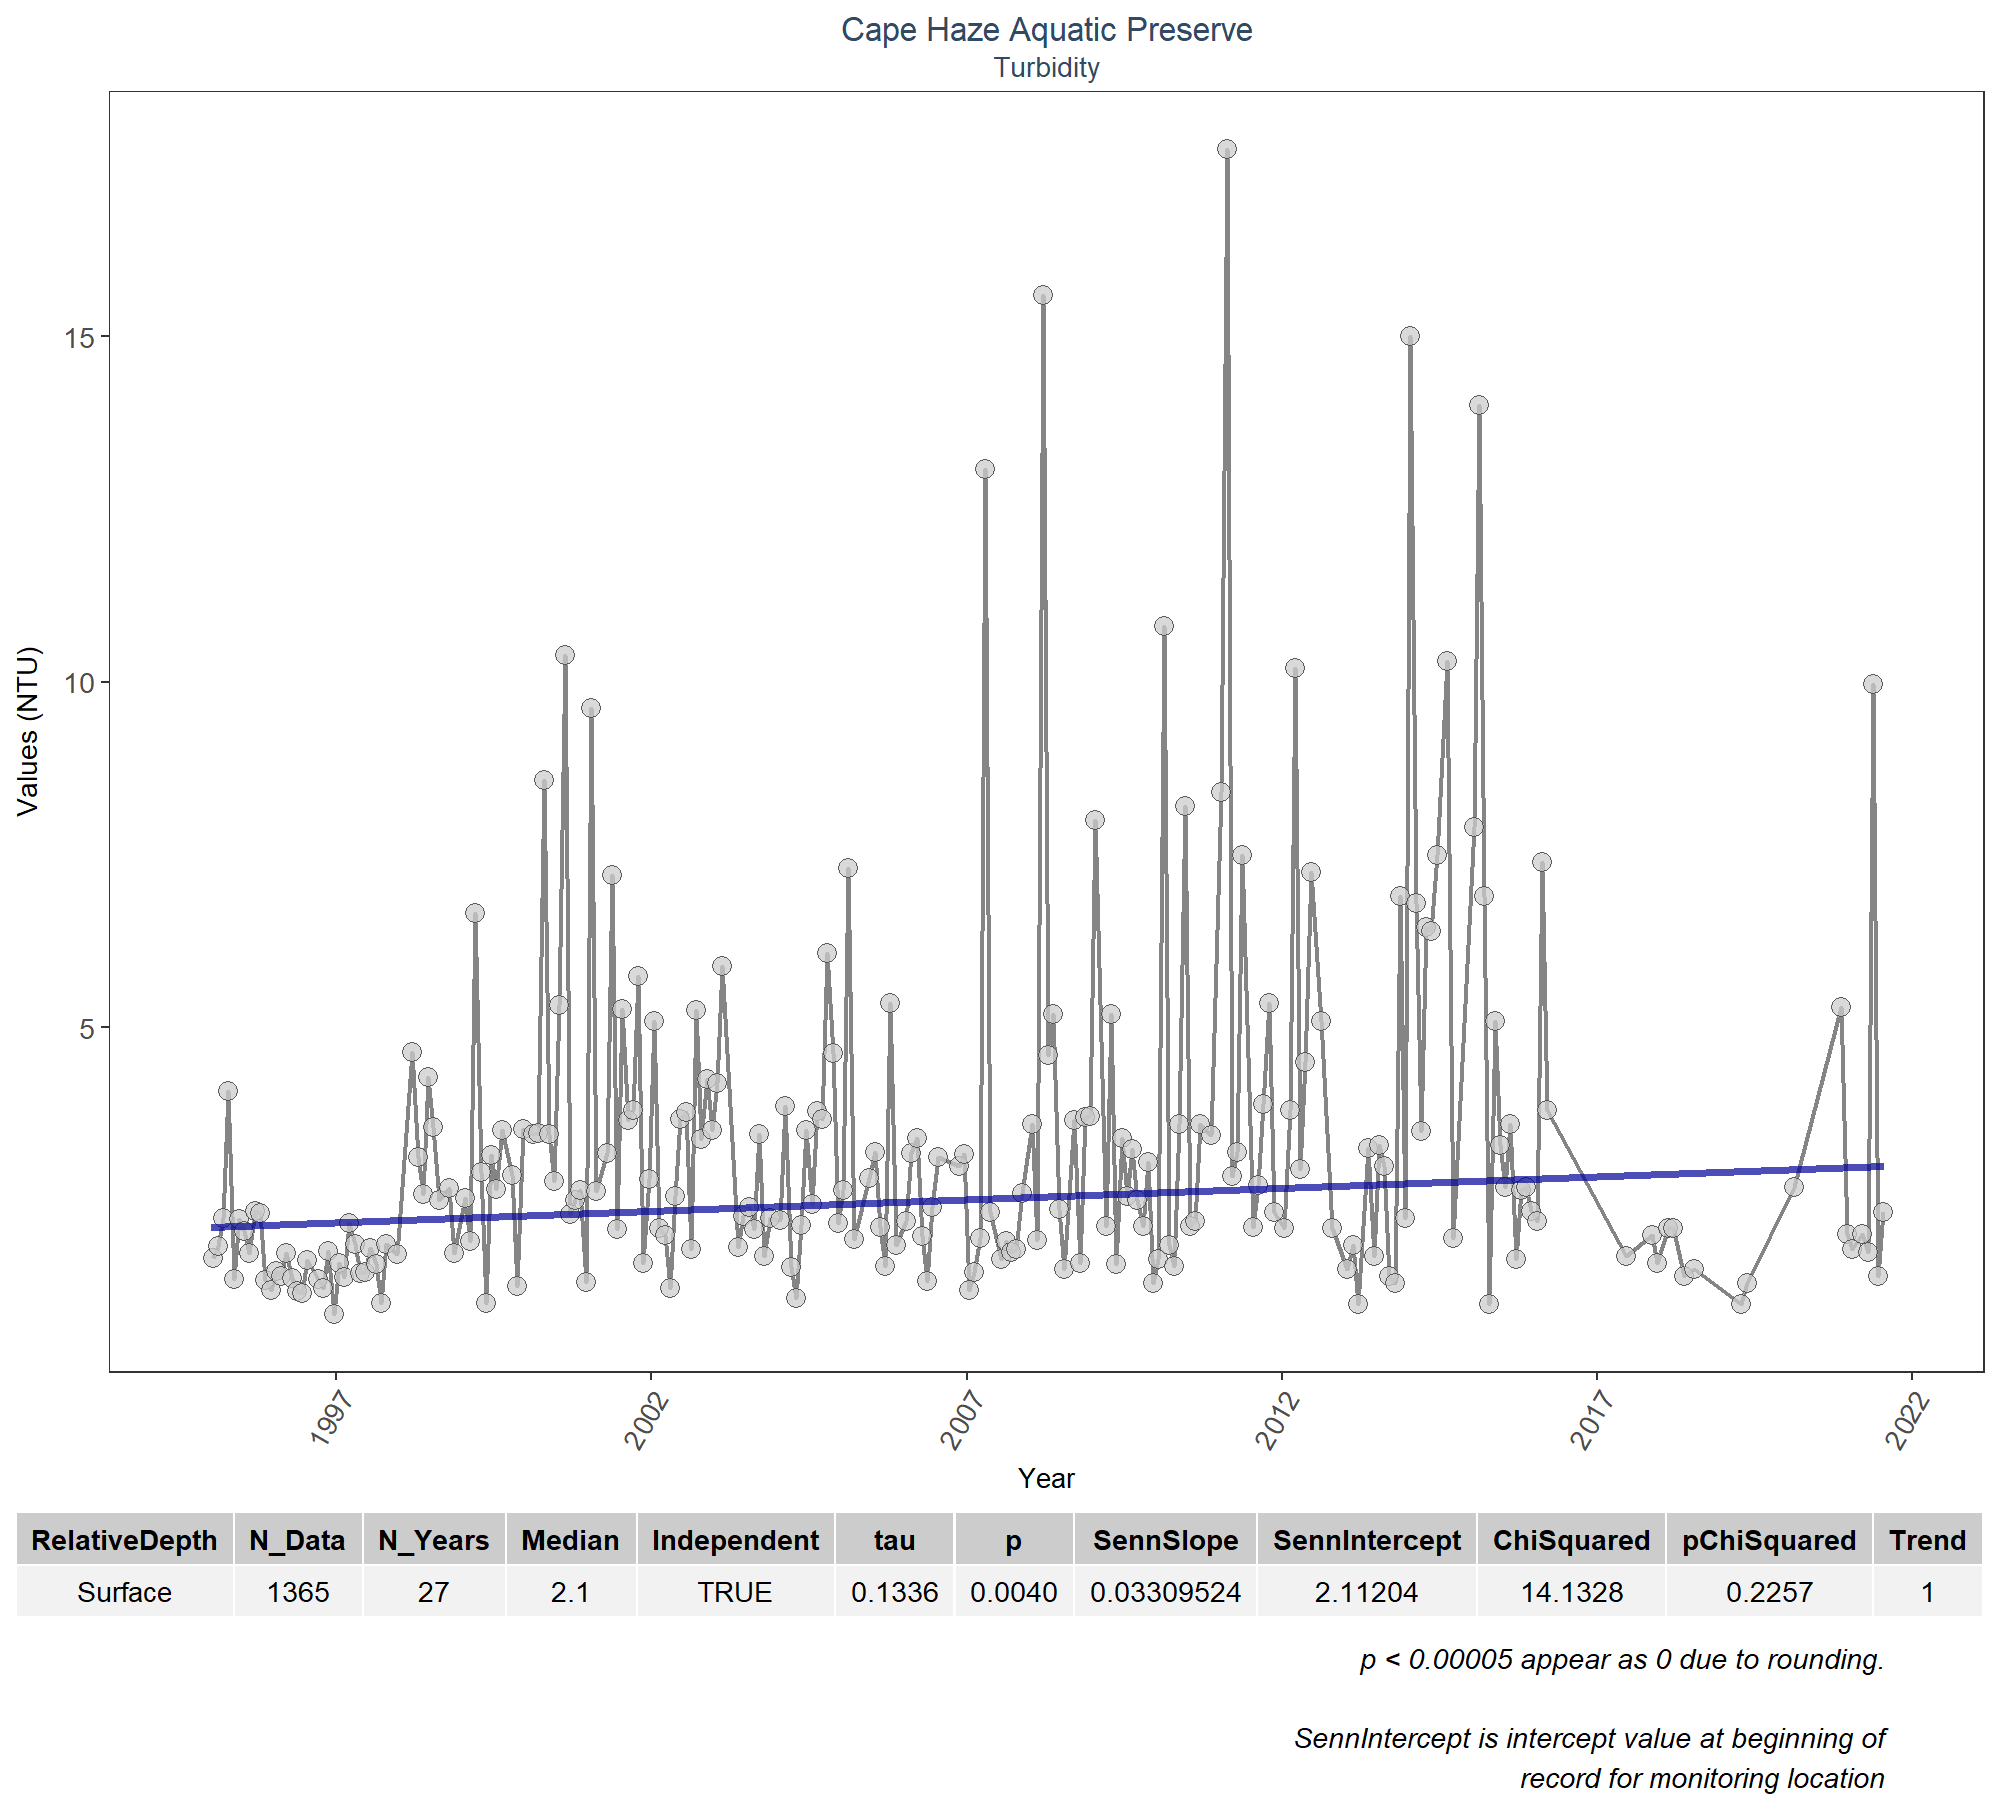 Cape Haze Aquatic Preserve
Turbidity
Values (NTU)
15
10
5
1997 2002 2007 2012 2017 2022
Year
RelativeDepth N_Data N_Years Median Independent tau p SennSlope SennIntercept ChiSquared pChiSquared Trend
Surface 1365 27 2.1 TRUE 0.1336 0.0040 0.03309524 2.11204 14.1328 0.2257 1
p < 0.00005 appear as 0 due to rounding.
SennIntercept is intercept value at beginning of
record for monitoring location